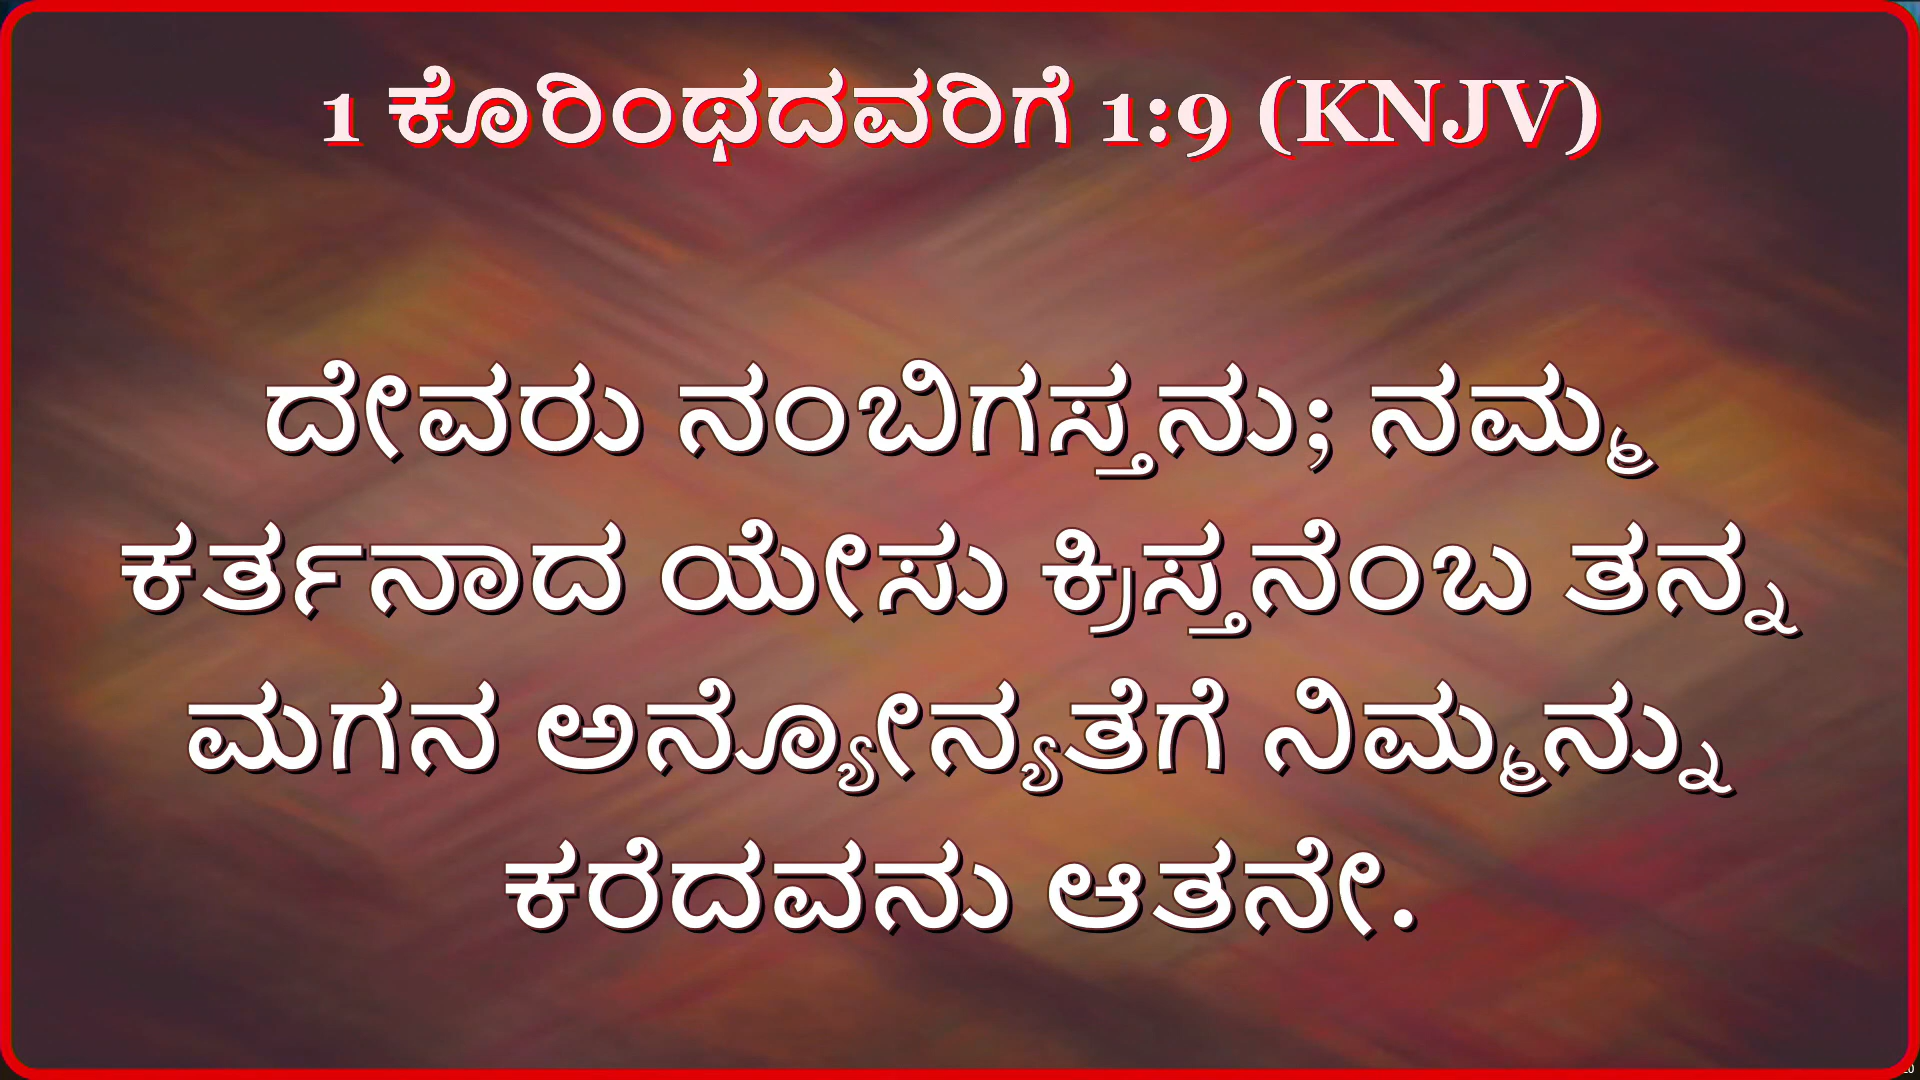 1 ಕೊರಿಂಥದವರಿಗೆ 1:9 (KNJV)
ದೇವರು ನಂಬಿಗಸ್ತನು; ನಮ್ಮ
ಕರ್ತನಾದ ಯೇಸು ಕ್ರಿಸ್ತನೆಂಬ ತನ್ನ
ಮಗನ ಅನ್ಯೋನ್ಯತೆಗೆ ನಿಮ್ಮನ್ನು
ಕರೆದವನು ಆತನೇ.